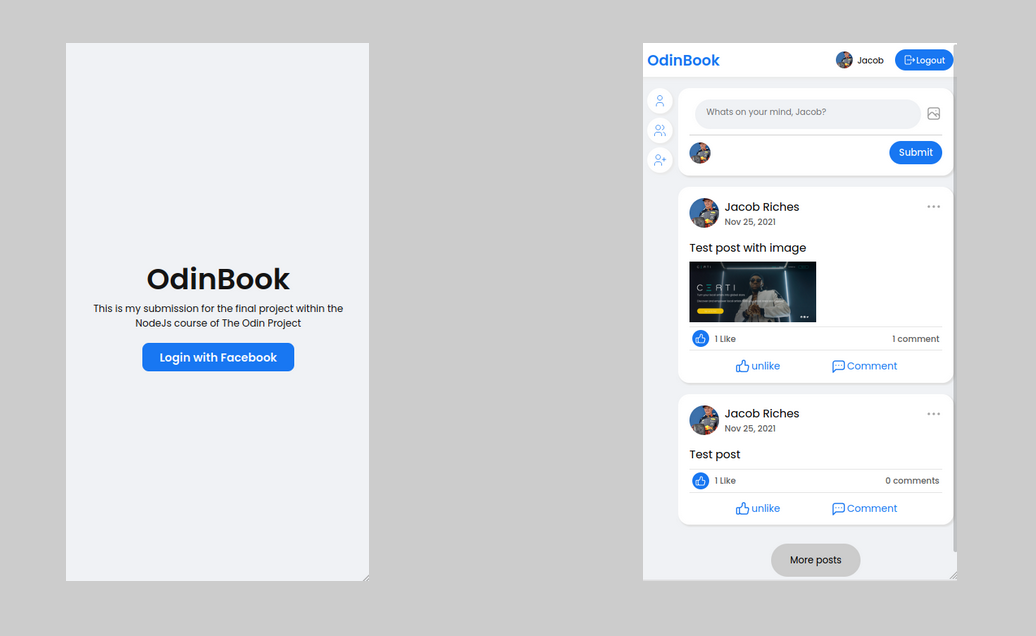 OdinBook
This is my submission for the final project within the
NodeJs course of The Odin Project
Login with Facebook
OdinBook
Jacob
Logout
Whats on your mind, Jacob?
Submit
Jacob Riches
Nov 25, 2021
Test post with image
CERTI
1 Like
1 comment
unlike
Comment
Jacob Riches
Nov 25, 2021
Test post
1 Like
0 comments
unlike
Comment
More posts